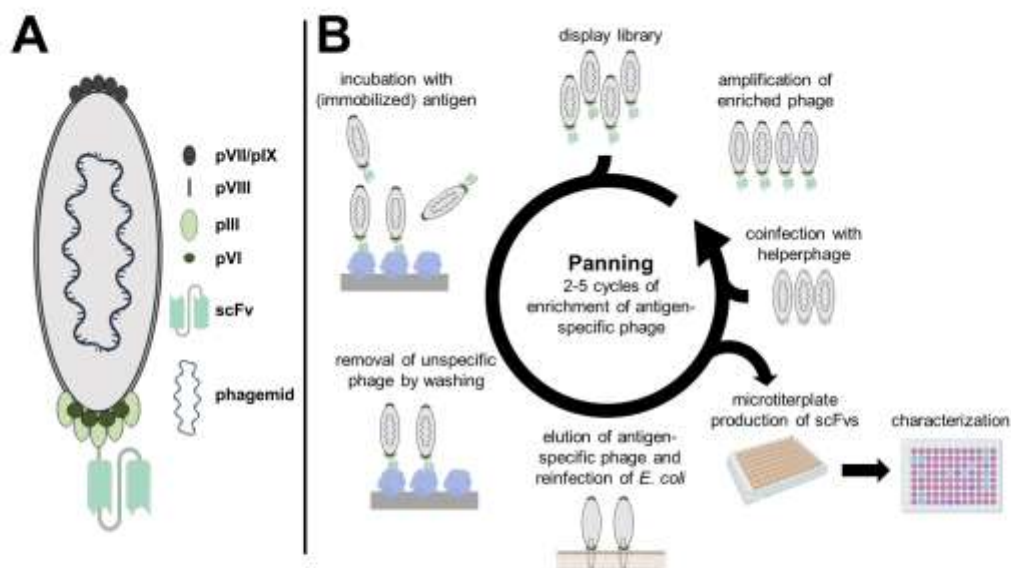 A
pVII/pIX
pVIII
pIII
pVI
scFv
phagemid
B
display library
incubation with
(immobilized) antigen
amplification of
enriched phage
coinfection with
helperphage
Panning
2-5 cycles of
enrichment of antigen-
specific phage
removal of unspecific
phage by washing
elution of antigen-
specific phage and
reinfection of E. coli
microtiterplate
production of scFvs
characterization